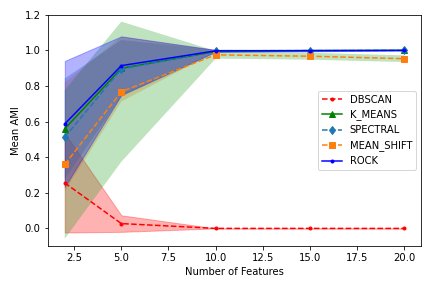 1.2
1.0
0.8
0.6
0.4
0.2
0.0
Mean AMI
DBSCAN
K_MEANS
SPECTRAL
MEAN_SHIFT
ROCK
2.5 5.0 7.5 10.0 12.5 15.0 17.5 20.0
Number of Features